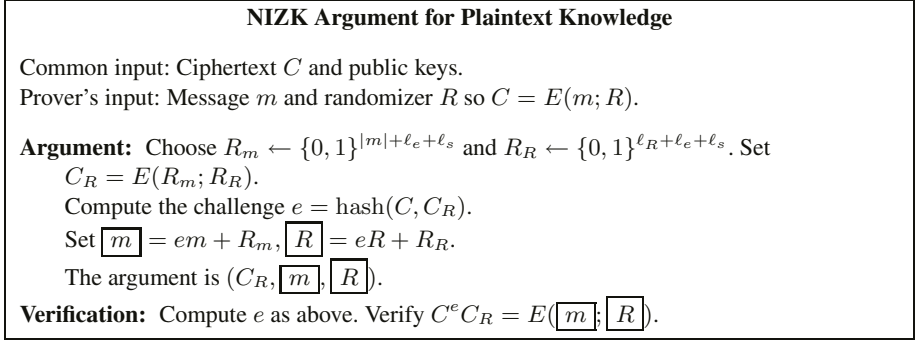 NIZK Argument for Plaintext Knowledge
Common input: Ciphertext C and public keys.
Prover's input: Message m and randomizer R so C = E(m; R).
Argument: Choose R_m ← {0, 1}^{|m|+ℓ_e+ℓ_s} and R_R ← {0, 1}^{ℓ_R+ℓ_e+ℓ_s}. Set
C_R = E(R_m; R_R).
Compute the challenge e = hash(C, C_R).
Set m = em + R_m, R = eR + R_R.
The argument is (C_R, m, R).
Verification: Compute e as above. Verify C^e C_R = E(m; R).